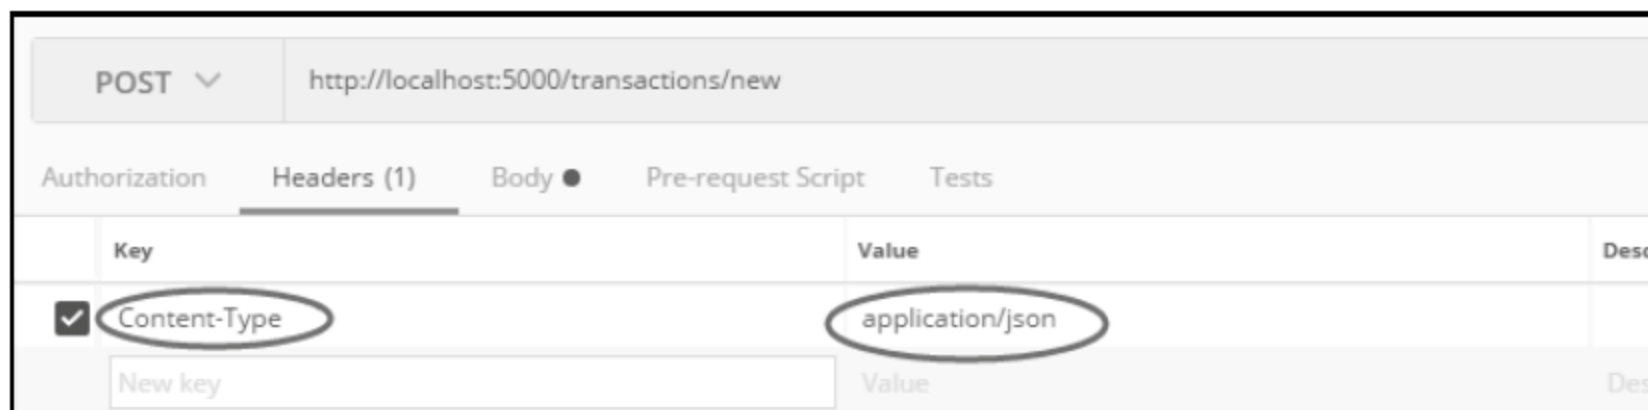 POST http://localhost:5000/transactions/new
Authorization Headers (1) Body Pre-request Script Tests
Key Value
Content-Type application/json
New key Value